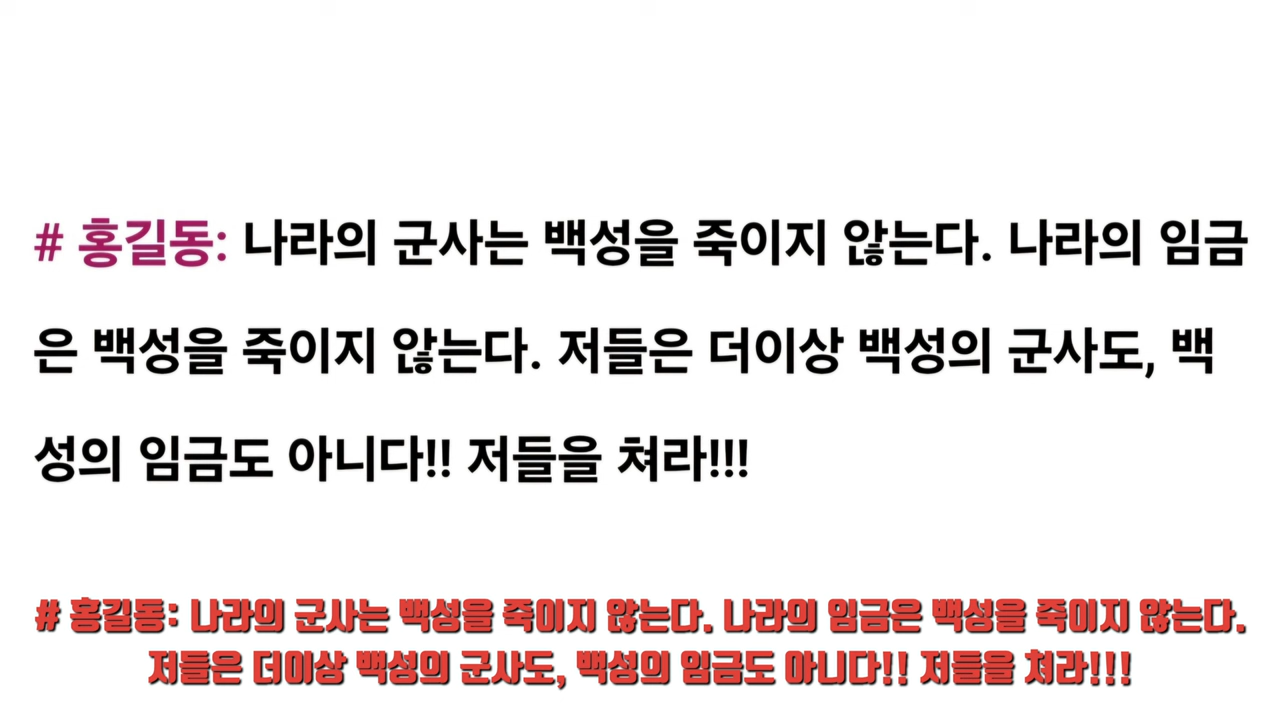 # 홍길동: 나라의 군사는 백성을 죽이지 않는다. 나라의 임금
은 백성을 죽이지 않는다. 저들은 더이상 백성의 군사도, 백
성의 임금도 아니다!! 저들을 쳐라!!!
# 홍길동: 나라의 군사는 백성을 죽이지 않는다. 나라의 임금은 백성을 죽이지 않는다.
저들은 더이상 백성의 군사도, 백성의 임금도 아니다!! 저들을 쳐라!!!